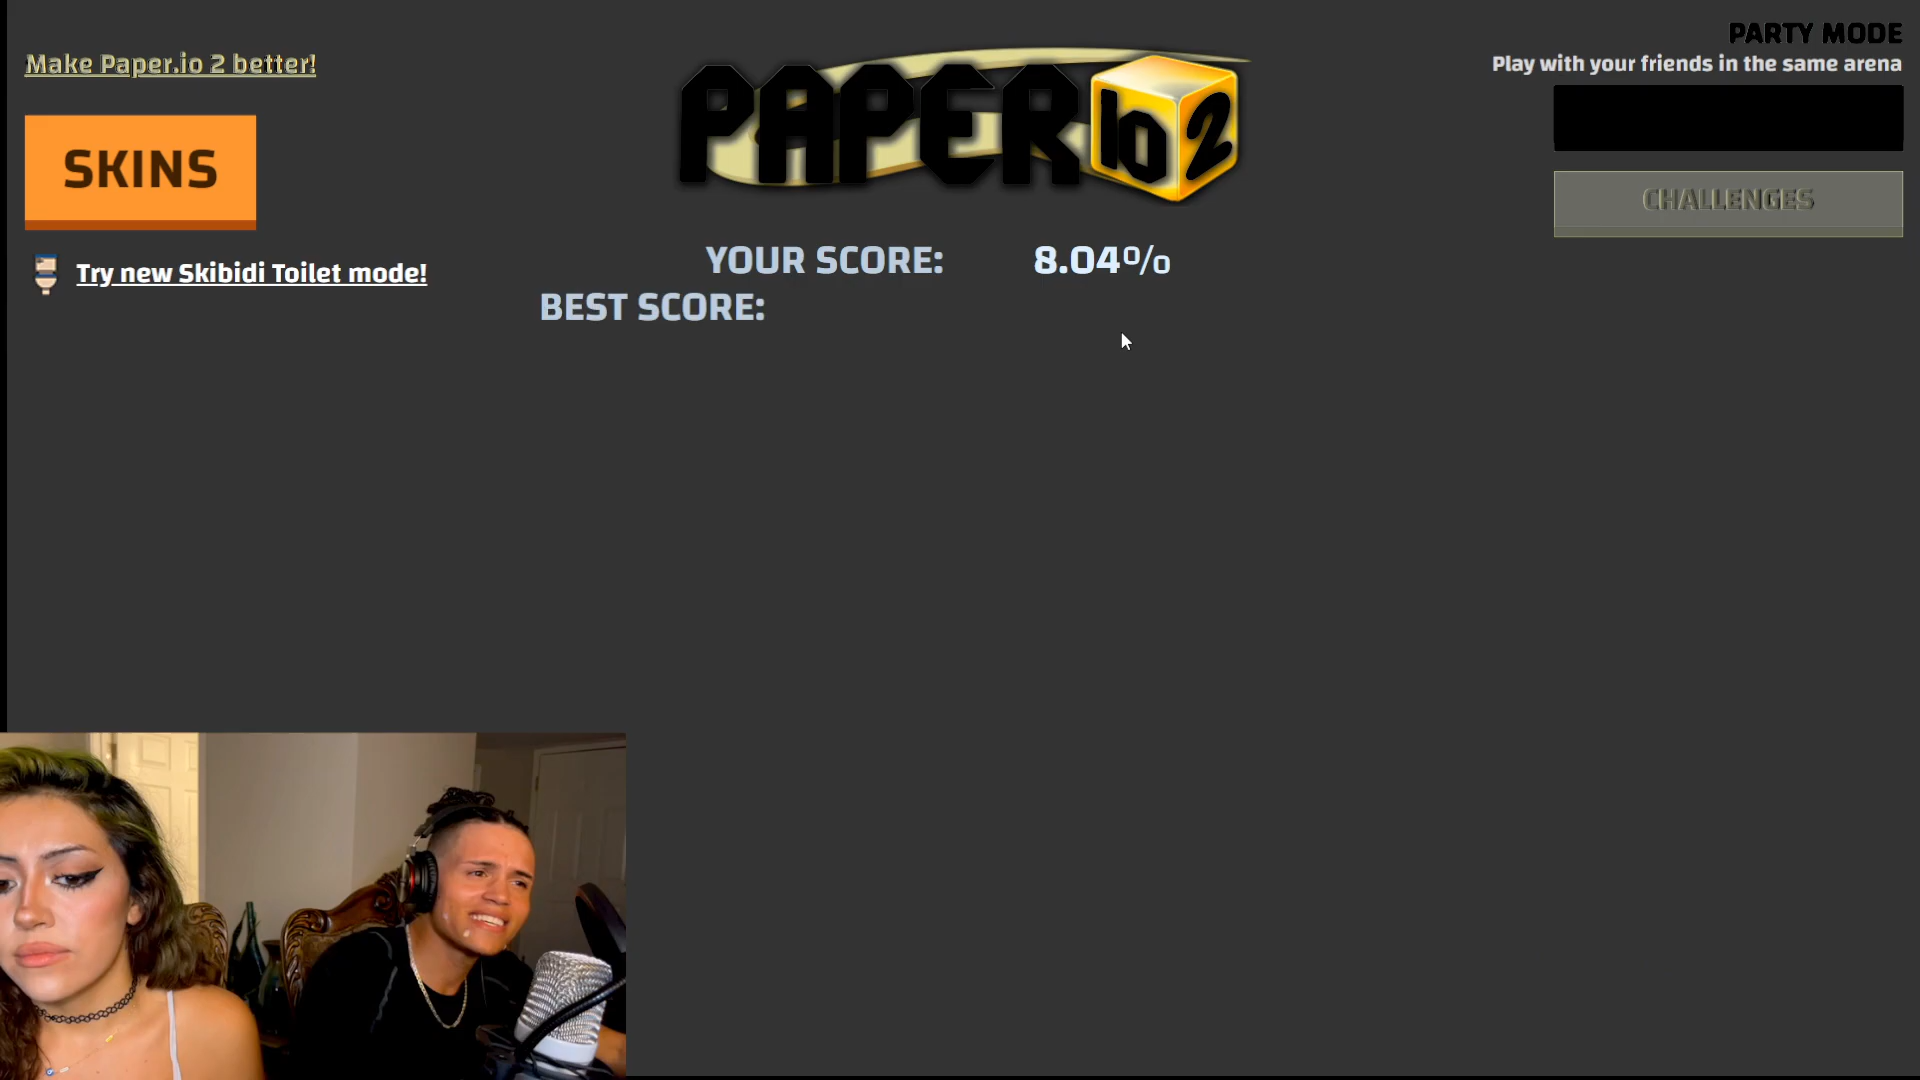 Make Paper.io 2 better!
SKINS
Try new Skibidi Toilet mode!
PAPER io 2
YOUR SCORE: 8.04%
BEST SCORE:
PARTY MODE
Play with your friends in the same arena
CHALLENGES